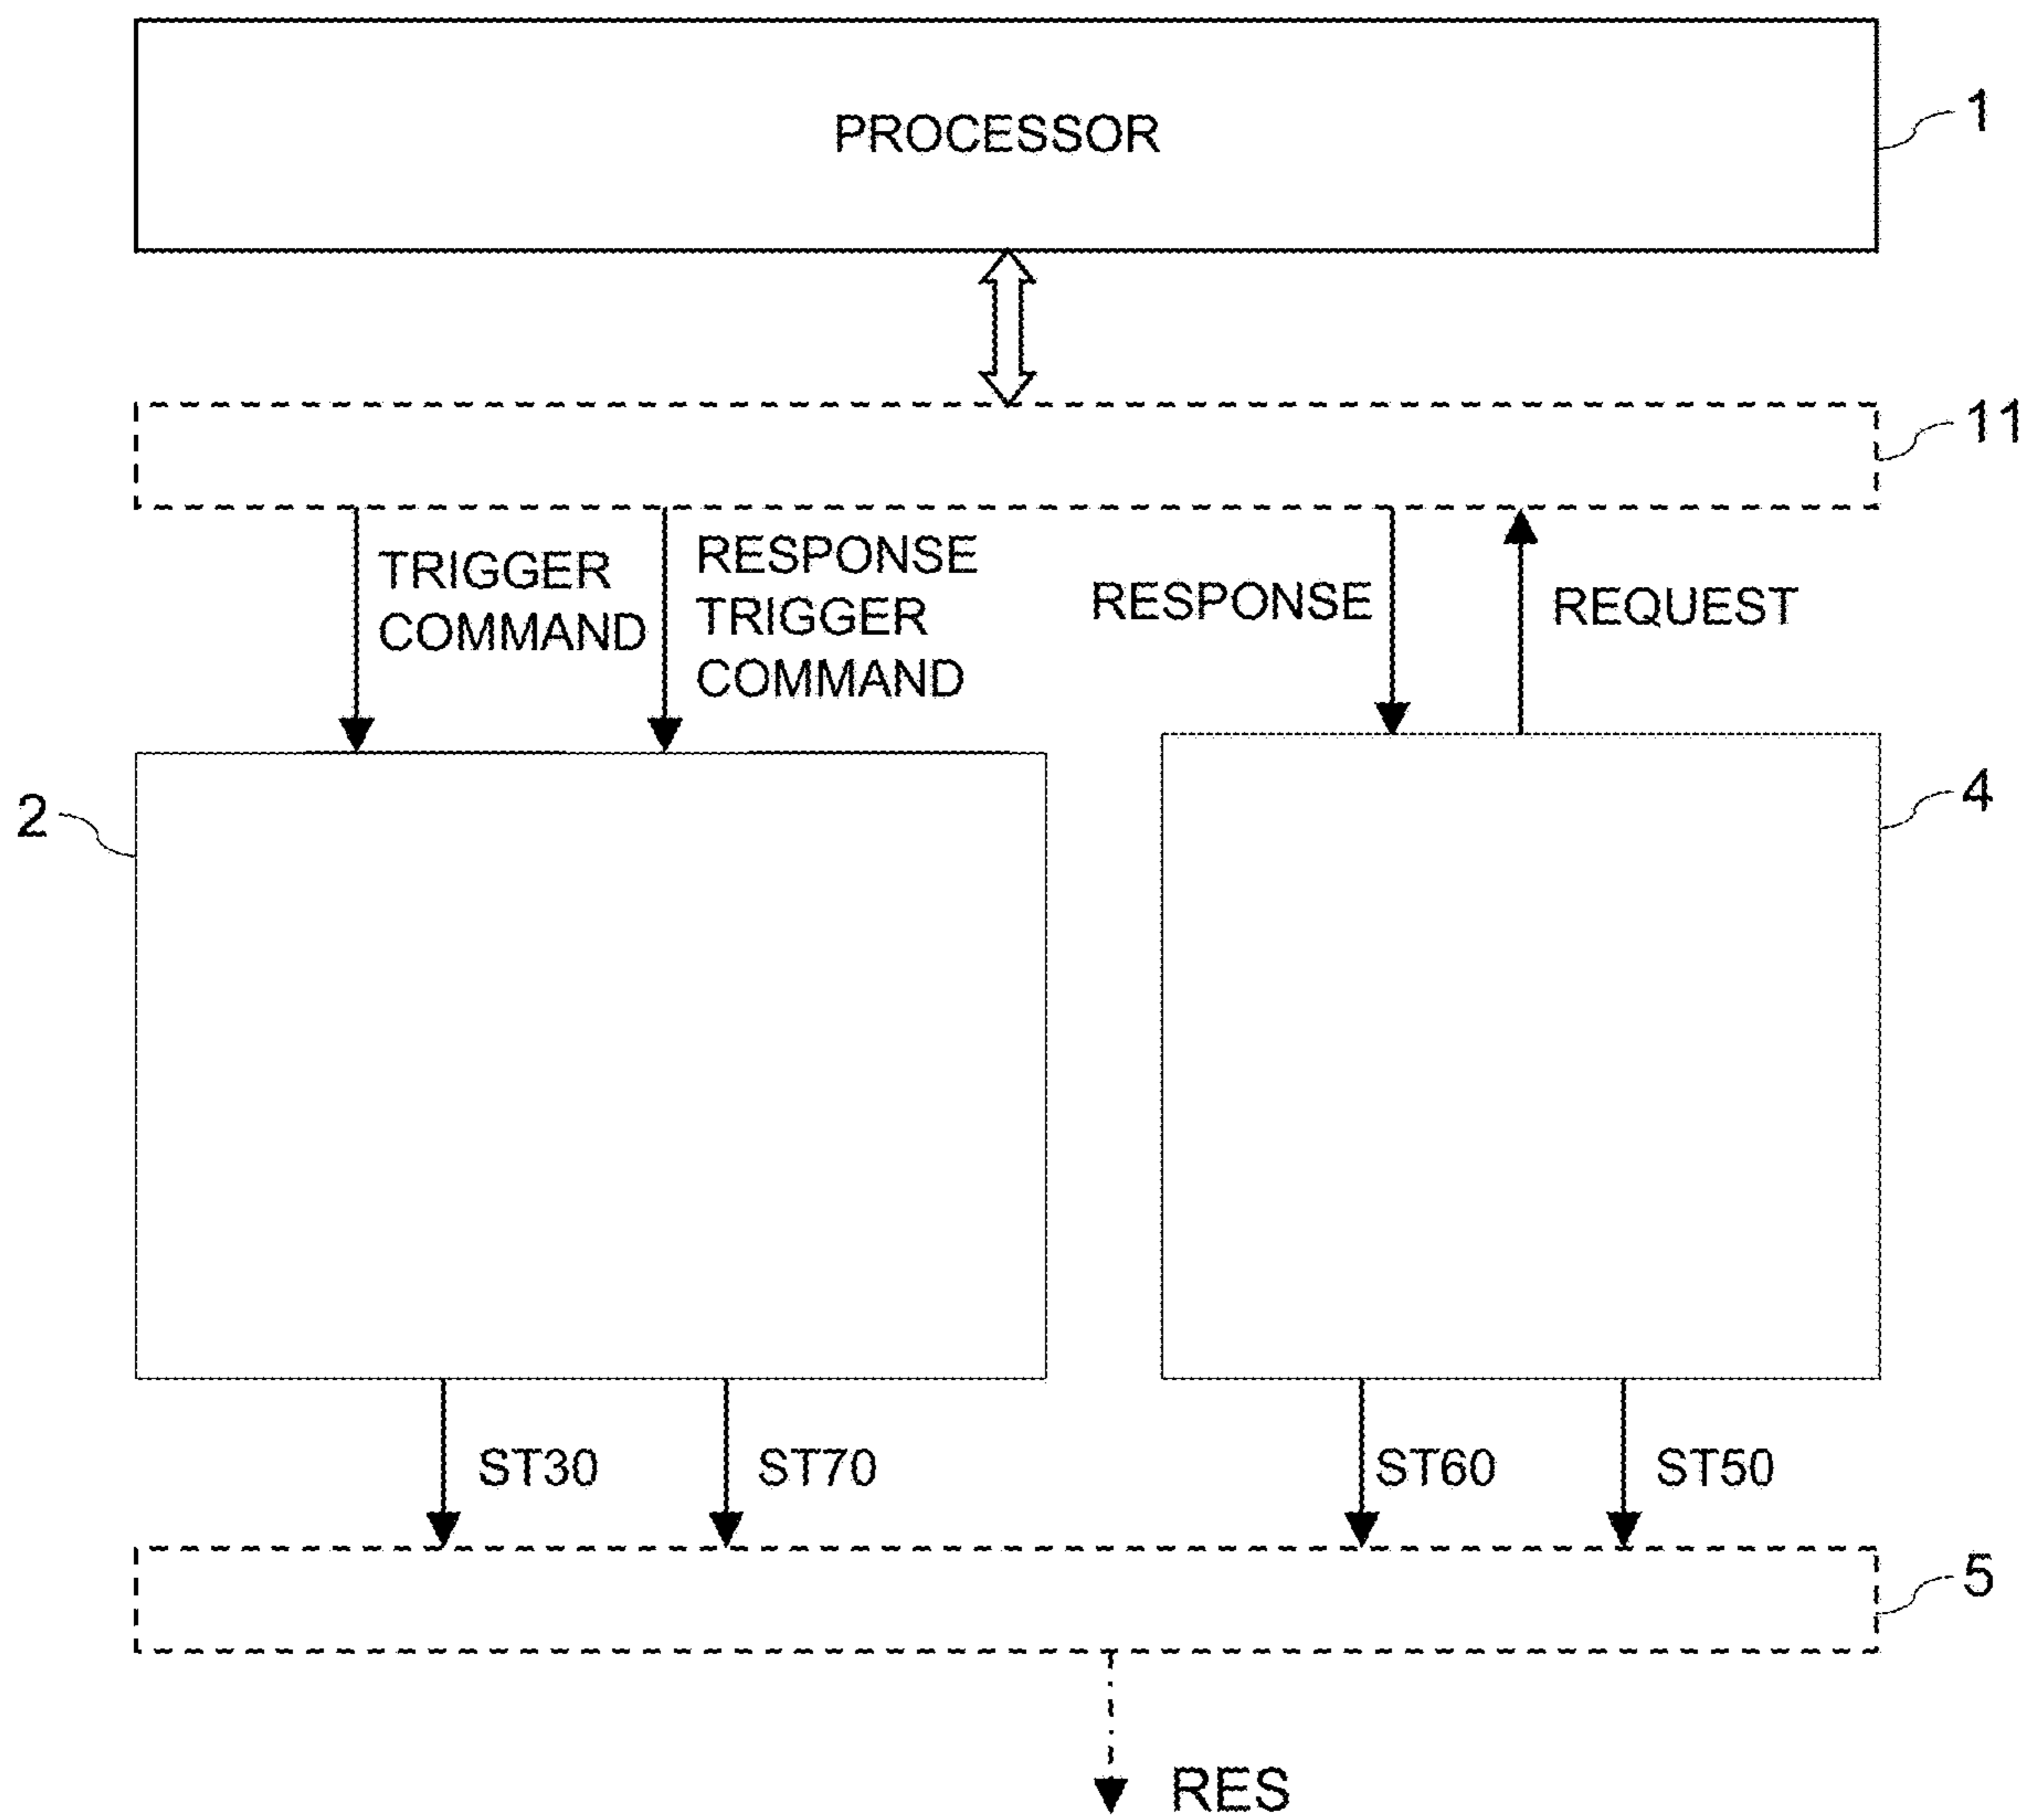 PROCESSOR
1
11
TRIGGER
COMMAND
RESPONSE
TRIGGER
COMMAND
RESPONSE
REQUEST
2
4
ST30
ST70
ST60
ST50
5
RES